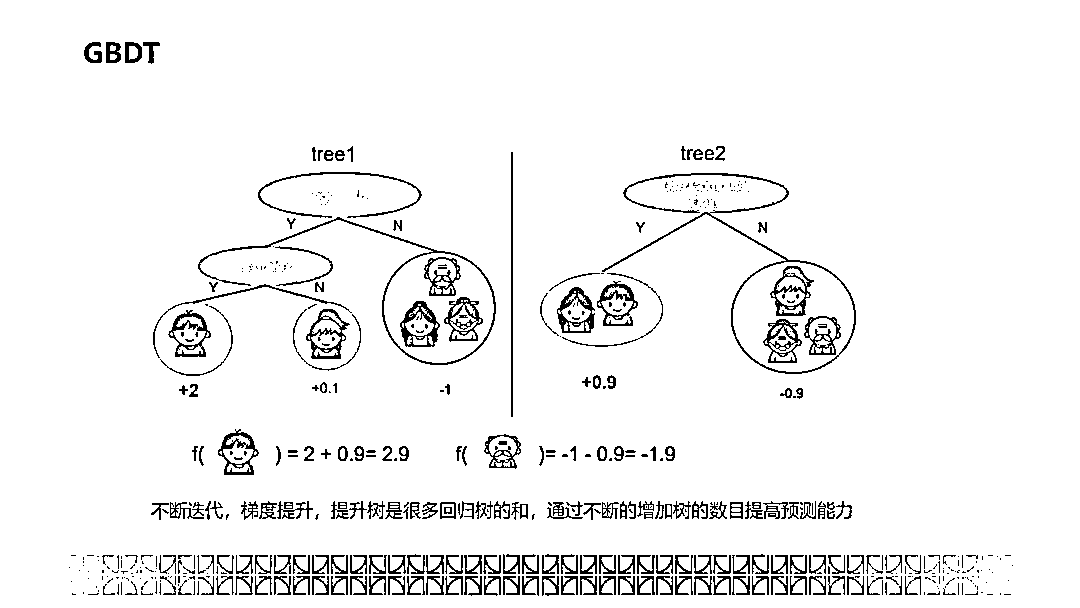 GBDT
tree1
tree2
Y
N
Y
N
Y
N
+2
+0.1
-1
+0.9
-0.9
f( ) = 2 + 0.9= 2.9
f( )= -1 - 0.9= -1.9
不断迭代，梯度提升，提升树是很多回归树的和，通过不断的增加树的数目提高预测能力